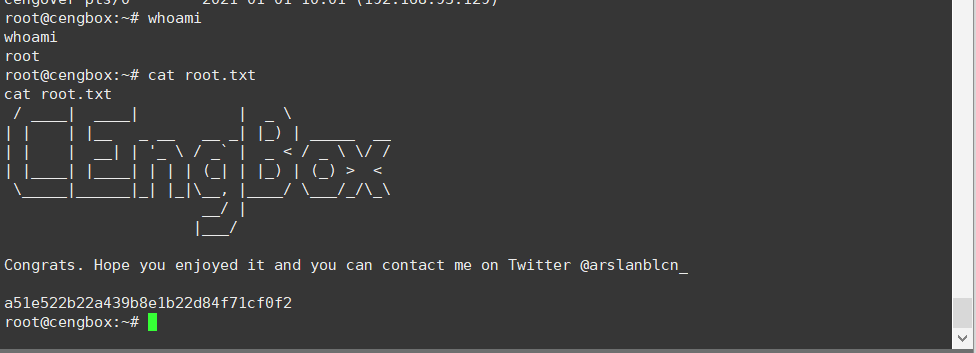 cengover pts/0        2021-01-01 10:01 (192.168.93.129)
root@cengbox:~# whoami
whoami
root
root@cengbox:~# cat root.txt
cat root.txt
 / ____|  ____|           |  _ \
| |    | |__   _ __   __ _| |_) | _____  __
| |    |  __| | '_ \ / _` |  _ < / _ \ \/ /
| |____| |____| | | | (_| | |_) | (_) >  <
 \_____|______|_| |_|\__, |____/ \___/_/\_\
                      __/ |
                     |___/
Congrats. Hope you enjoyed it and you can contact me on Twitter @arslanblcn_
a51e522b22a439b8e1b22d84f71cf0f2
root@cengbox:~#